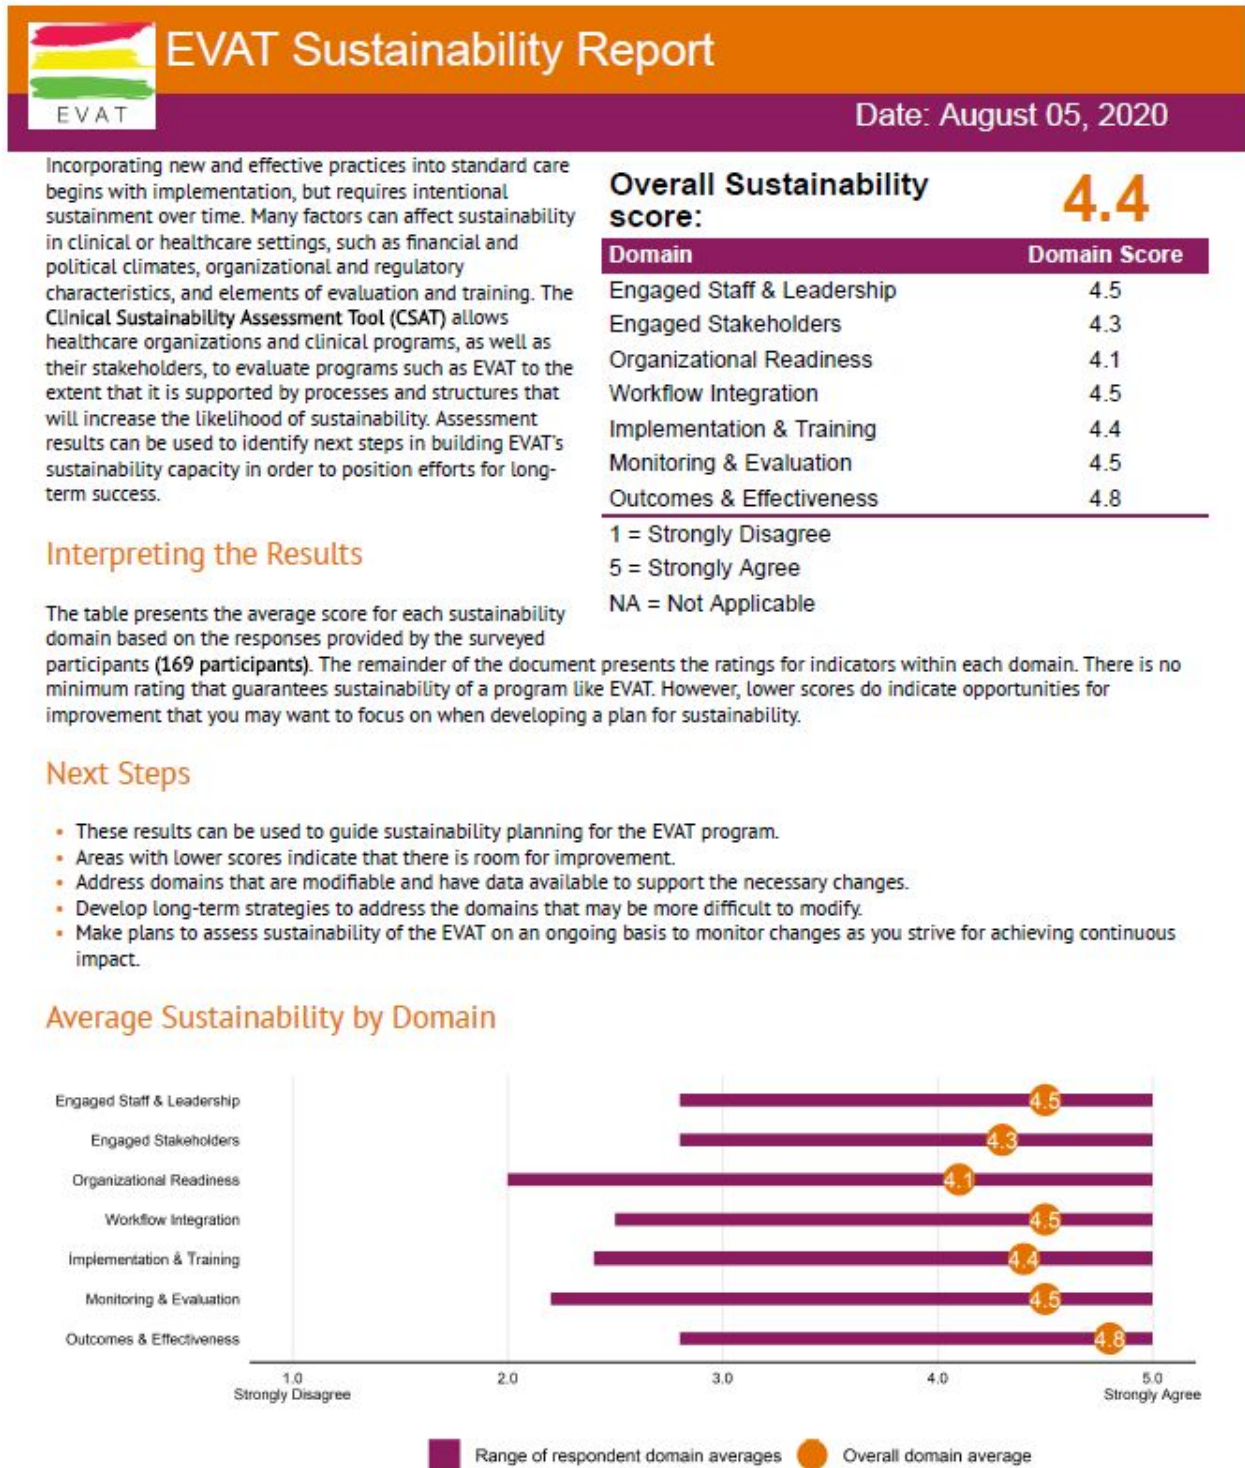 EVAT Sustainability Report
EVAT
Date: August 05, 2020
Incorporating new and effective practices into standard care
begins with implementation, but requires intentional
sustainment over time. Many factors can affect sustainability
in clinical or healthcare settings, such as financial and
political climates, organizational and regulatory
characteristics, and elements of evaluation and training. The
Clinical Sustainability Assessment Tool (CSAT) allows
healthcare organizations and clinical programs, as well as
their stakeholders, to evaluate programs such as EVAT to the
extent that it is supported by processes and structures that
will increase the likelihood of sustainability. Assessment
results can be used to identify next steps in building EVAT's
sustainability capacity in order to position efforts for long-
term success.
Overall Sustainability
score: 4.4
Domain Domain Score
Engaged Staff & Leadership 4.5
Engaged Stakeholders 4.3
Organizational Readiness 4.1
Workflow Integration 4.5
Implementation & Training 4.4
Monitoring & Evaluation 4.5
Outcomes & Effectiveness 4.8
1 = Strongly Disagree
5 = Strongly Agree
NA = Not Applicable
Interpreting the Results
The table presents the average score for each sustainability
domain based on the responses provided by the surveyed
participants (169 participants). The remainder of the document presents the ratings for indicators within each domain. There is no
minimum rating that guarantees sustainability of a program like EVAT. However, lower scores do indicate opportunities for
improvement that you may want to focus on when developing a plan for sustainability.
Next Steps
• These results can be used to guide sustainability planning for the EVAT program.
• Areas with lower scores indicate that there is room for improvement.
• Address domains that are modifiable and have data available to support the necessary changes.
• Develop long-term strategies to address the domains that may be more difficult to modify.
• Make plans to assess sustainability of the EVAT on an ongoing basis to monitor changes as you strive for achieving continuous
impact.
Average Sustainability by Domain
Engaged Staff & Leadership 4.5
Engaged Stakeholders 4.3
Organizational Readiness 4.1
Workflow Integration 4.5
Implementation & Training 4.4
Monitoring & Evaluation 4.5
Outcomes & Effectiveness 4.8
1.0 2.0 3.0 4.0 5.0
Strongly Disagree Strongly Agree
Range of respondent domain averages Overall domain average